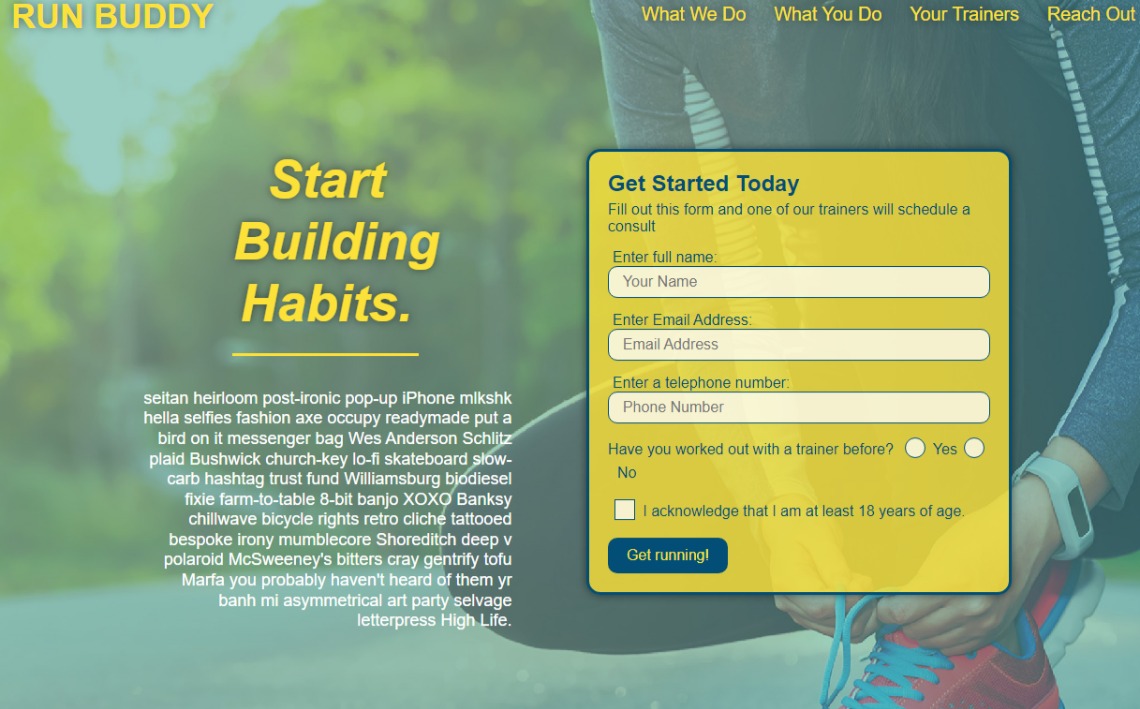 RUN BUDDY
What We Do What You Do Your Trainers Reach Out
Start
Building
Habits.
seitan heirloom post-ironic pop-up iPhone mlkshk
hella selfies fashion axe occupy readymade put a
bird on it messenger bag Wes Anderson Schlitz
plaid Bushwick church-key lo-fi skateboard slow-
carb hashtag trust fund Williamsburg biodiesel
fixie farm-to-table 8-bit banjo XOXO Banksy
chillwave bicycle rights retro cliche tattooed
bespoke irony mumblecore Shoreditch deep v
polaroid McSweeney's bitters cray gentrify tofu
Marfa you probably haven't heard of them yr
banh mi asymmetrical art party selvage
letterpress High Life.
Get Started Today
Fill out this form and one of our trainers will schedule a
consult
Enter full name:
Your Name
Enter Email Address:
Email Address
Enter a telephone number:
Phone Number
Have you worked out with a trainer before? Yes
No
I acknowledge that I am at least 18 years of age.
Get running!